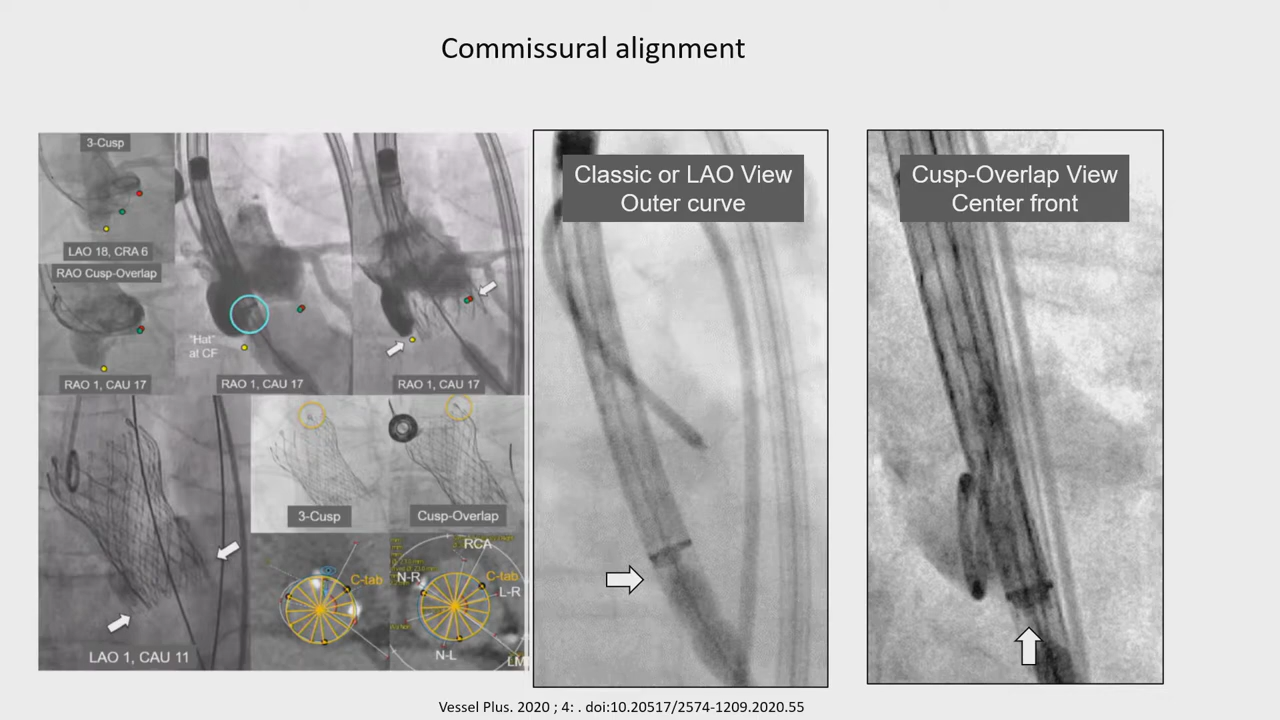 Commissural alignment
3-Cusp
LAO 18, CRA 6
RAO Cusp-Overlap
RAO 1, CAU 17
"Hat"
at CF
RAO 1, CAU 17
RAO 1, CAU 17
LAO 1, CAU 11
3-Cusp
Cusp-Overlap
C-tab
RCA
N-R
C-tab
L-R
N-L
LM
Classic or LAO View
Outer curve
Cusp-Overlap View
Center front
Vessel Plus. 2020 ; 4: . doi:10.20517/2574-1209.2020.55